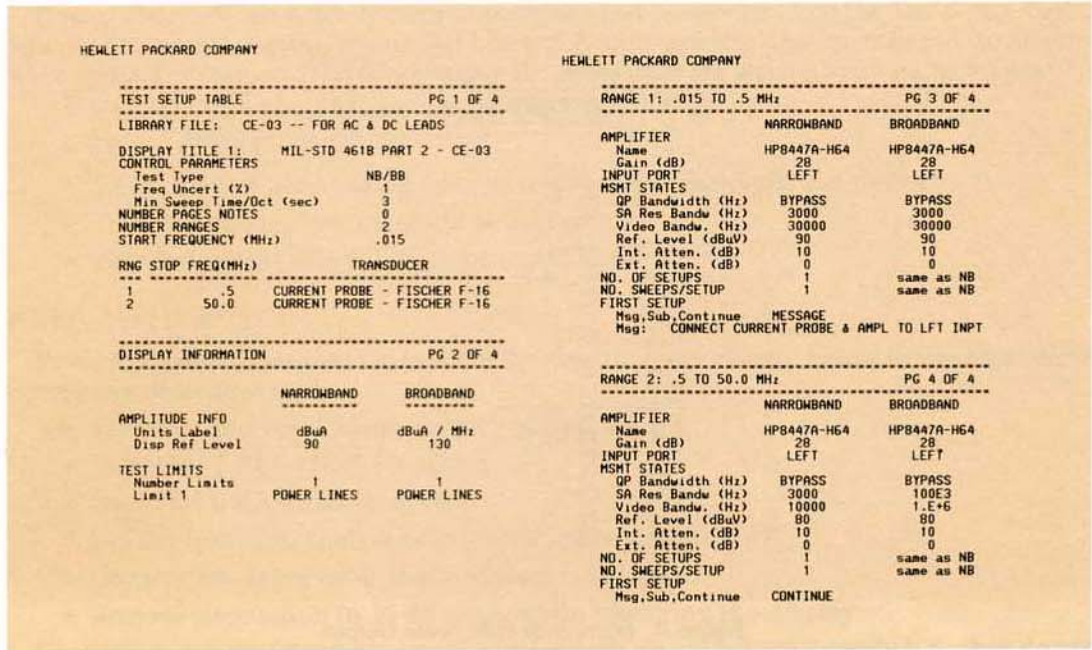 HEWLETT PACKARD COMPANY
TEST SETUP TABLE PG 1 OF 4
LIBRARY FILE: CE-03 -- FOR AC & DC LEADS
DISPLAY TITLE 1: MIL-STD 461B PART 2 - CE-03
CONTROL PARAMETERS
Test Type NB/BB
Freq Uncert (%) 1
Min Sweep Time/Oct (sec) 3
NUMBER PAGES NOTES 0
NUMBER RANGES 2
START FREQUENCY (MHz) .015
RNG STOP FREQ(MHz) TRANSDUCER
1 .5 CURRENT PROBE - FISCHER F-16
2 50.0 CURRENT PROBE - FISCHER F-16
DISPLAY INFORMATION PG 2 OF 4
NARROWBAND BROADBAND
AMPLITUDE INFO
Units Label dBuA dBuA / MHz
Disp Ref Level 90 130
TEST LIMITS
Number Limits 1 1
Limit 1 POWER LINES POWER LINES
HEWLETT PACKARD COMPANY
RANGE 1: .015 TO .5 MHz PG 3 OF 4
NARROWBAND BROADBAND
AMPLIFIER
Name HP8447A-H64 HP8447A-H64
Gain (dB) 28 28
INPUT PORT LEFT LEFT
MSMT STATES
QP Bandwidth (Hz) BYPASS BYPASS
SA Res Bandw (Hz) 3000 3000
Video Bandw. (Hz) 30000 30000
Ref. Level (dBuV) 90 90
Int. Atten. (dB) 10 10
Ext. Atten. (dB) 0 0
NO. OF SETUPS 1 same as NB
NO. SWEEPS/SETUP 1 same as NB
FIRST SETUP
Msg,Sub,Continue MESSAGE
Msg: CONNECT CURRENT PROBE & AMPL TO LFT INPT
RANGE 2: .5 TO 50.0 MHz PG 4 OF 4
NARROWBAND BROADBAND
AMPLIFIER
Name HP8447A-H64 HP8447A-H64
Gain (dB) 28 28
INPUT PORT LEFT LEFT
MSMT STATES
QP Bandwidth (Hz) BYPASS BYPASS
SA Res Bandw (Hz) 3000 100E3
Video Bandw. (Hz) 10000 1.E+6
Ref. Level (dBuV) 80 80
Int. Atten. (dB) 10 10
Ext. Atten. (dB) 0 0
NO. OF SETUPS 1 same as NB
NO. SWEEPS/SETUP 1 same as NB
FIRST SETUP
Msg,Sub,Continue CONTINUE